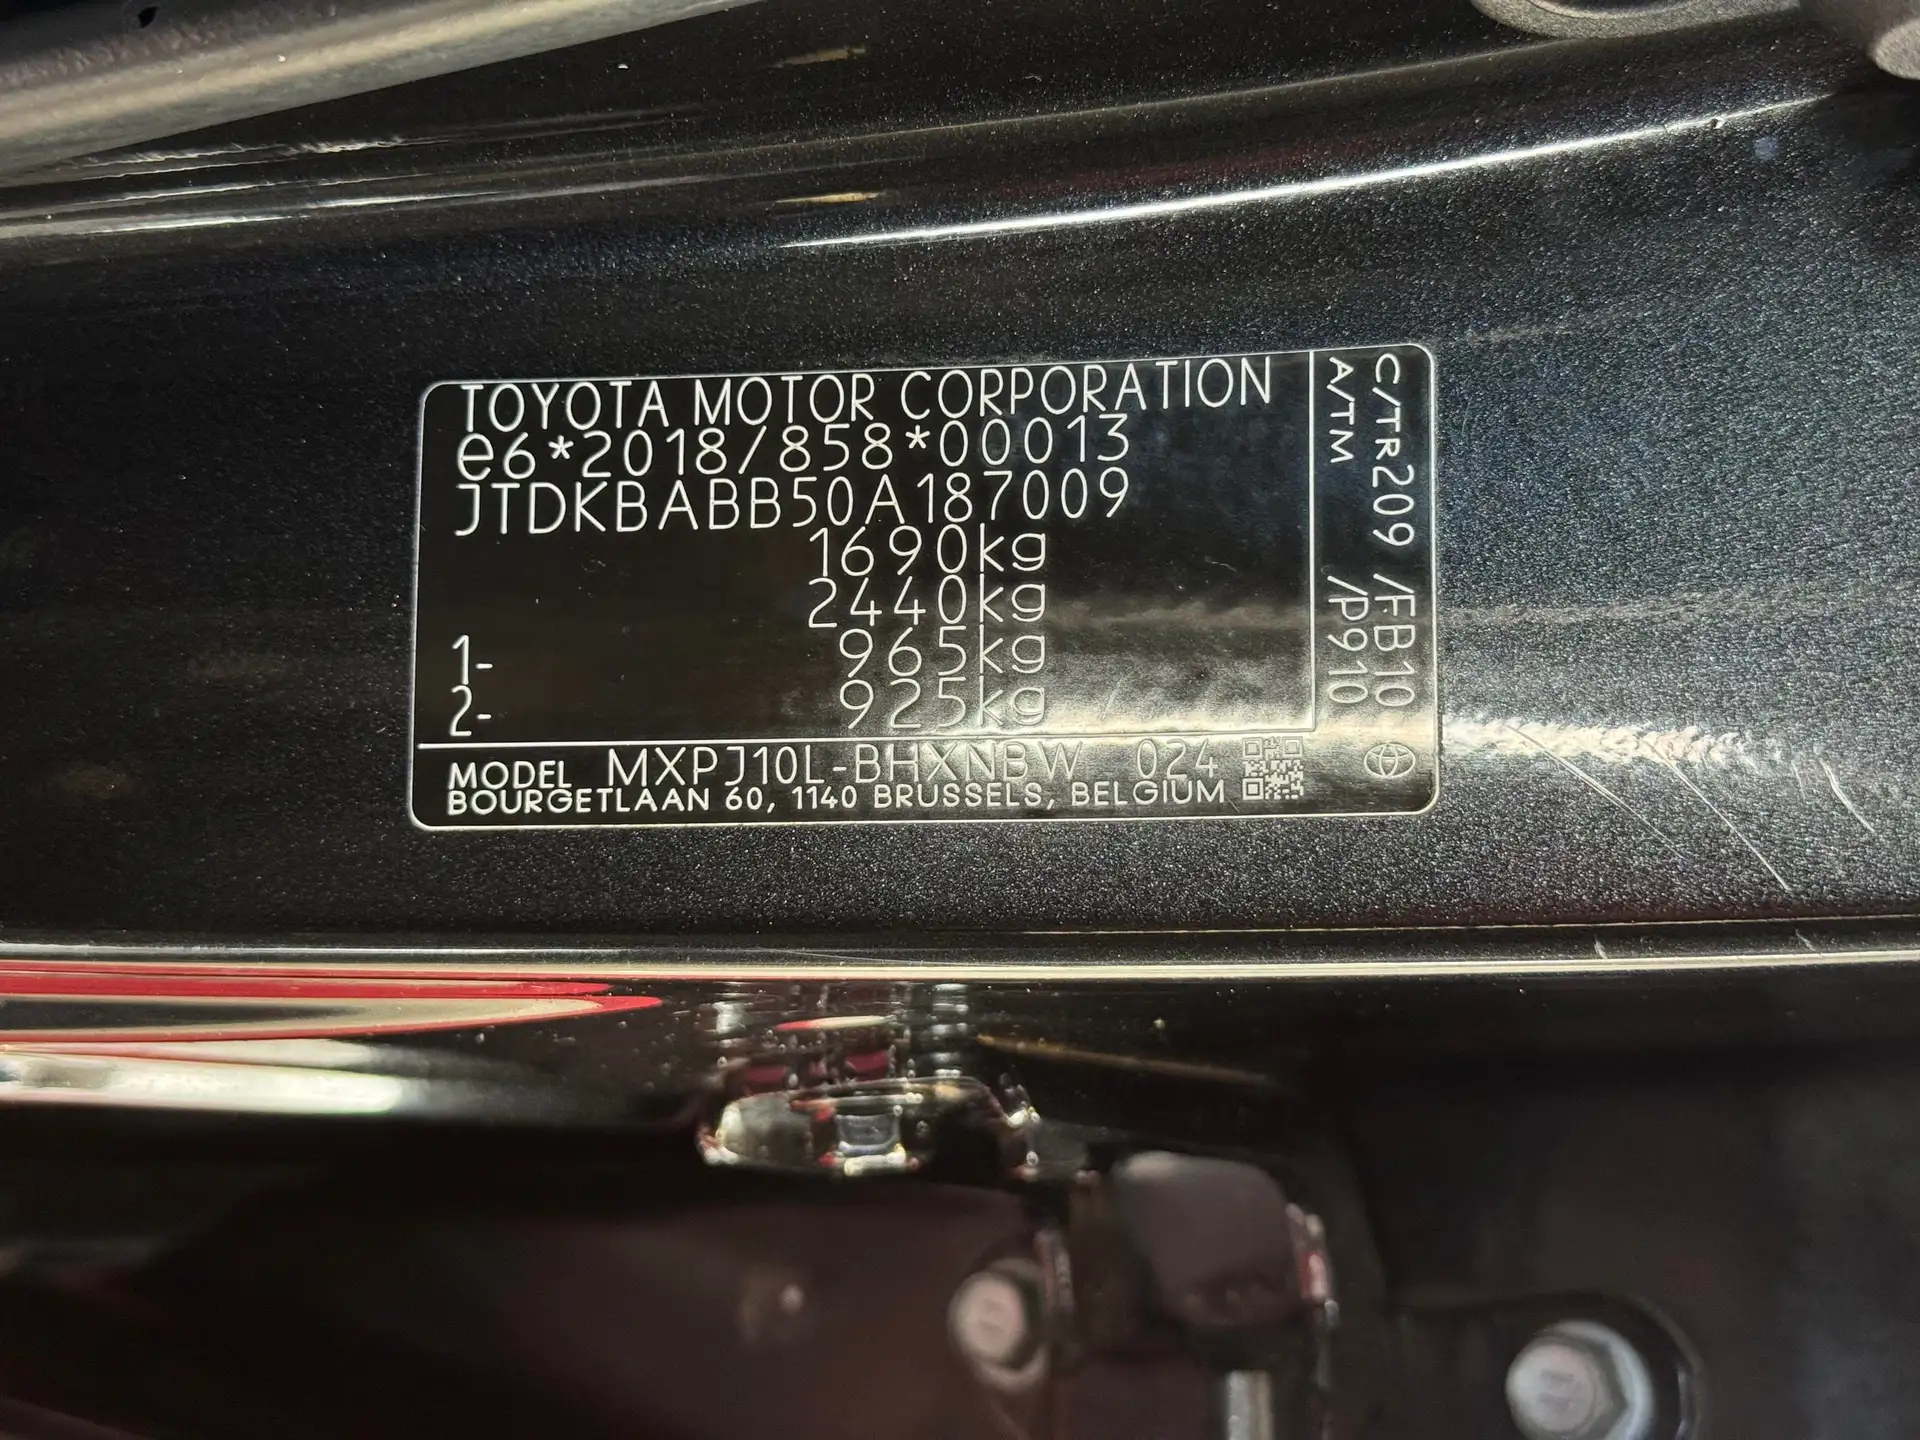 TOYOTA MOTOR CORPORATION
e6*2018/858*00013
JTDKBABB50A187009
1690kg
2440kg
1- 965kg
2- 925kg
MODEL MXPJ10L-BHXNBW 024
BOURGETLAAN 60, 1140 BRUSSELS, BELGIUM
C/TR209 /FB10
A/TM /P910